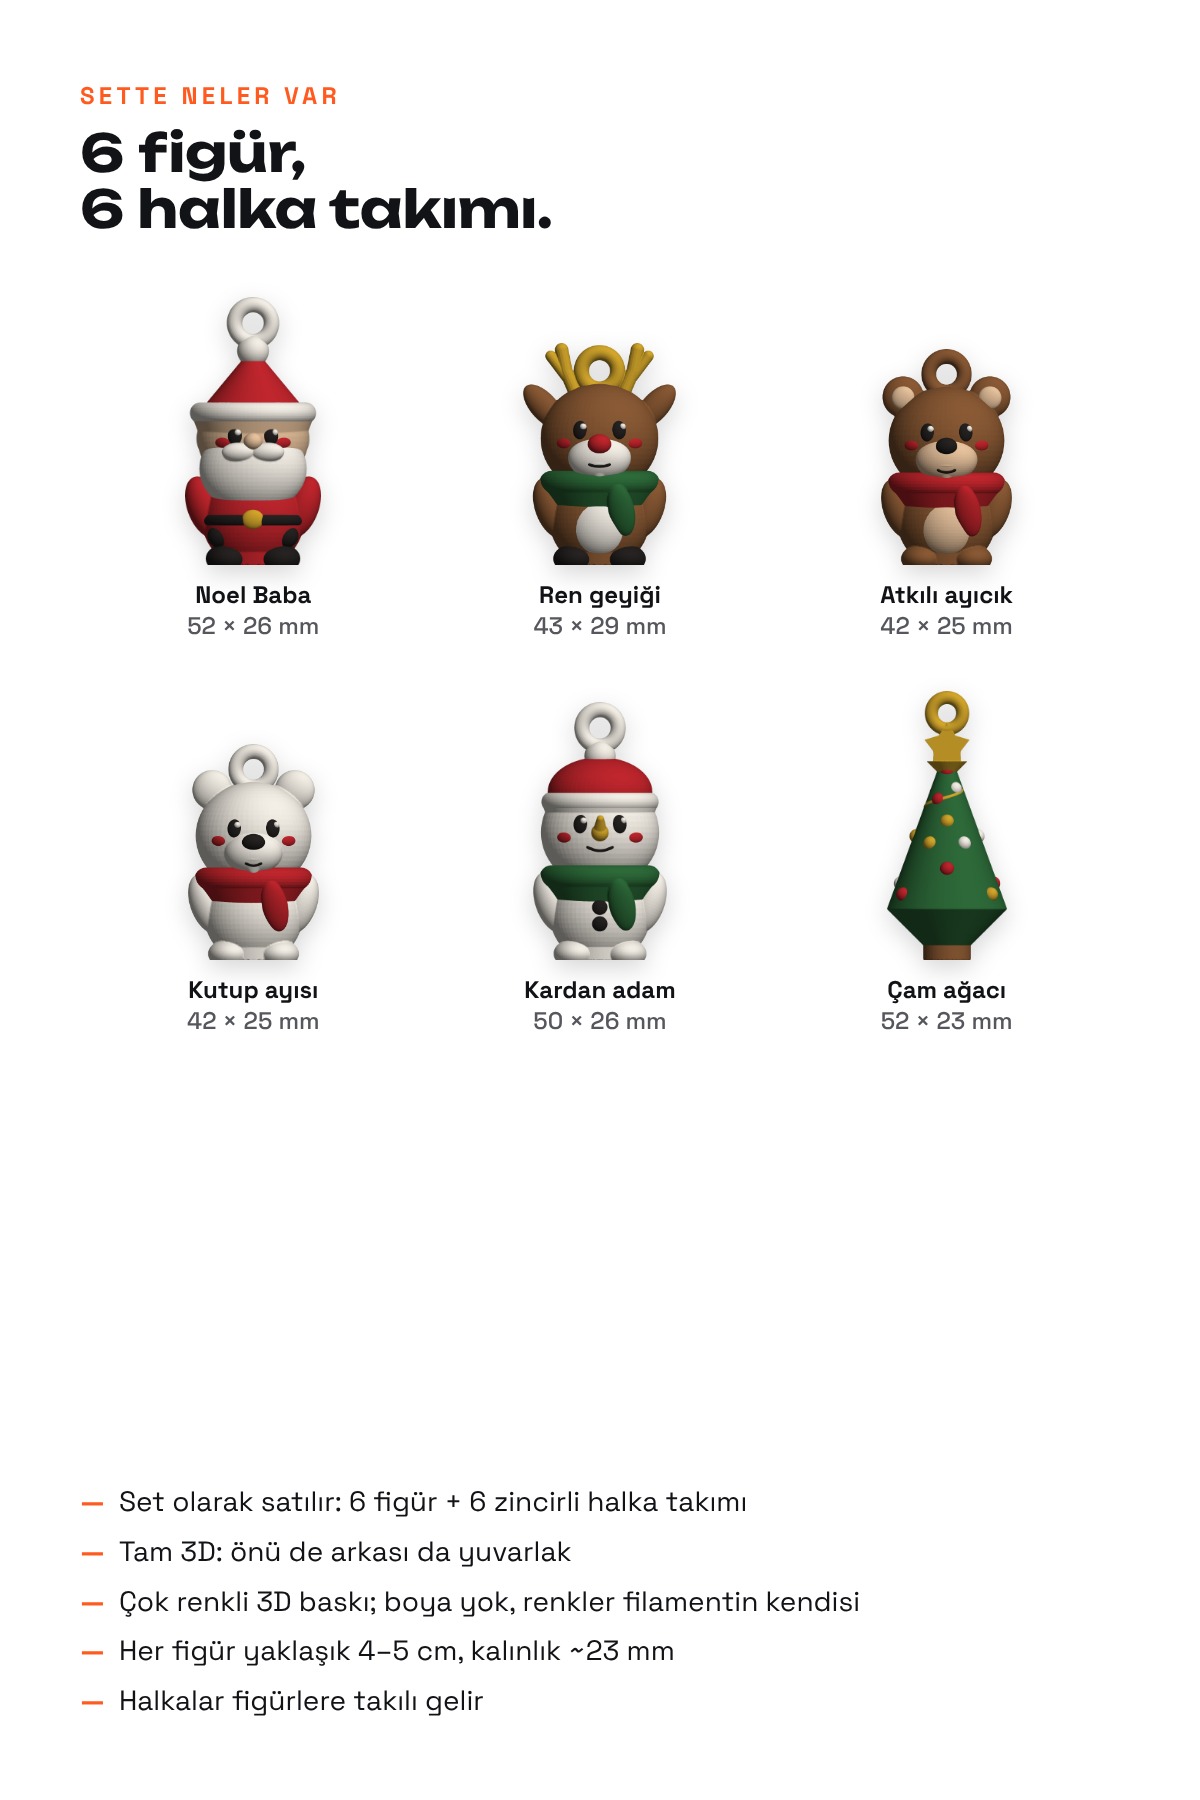 SETTE NELER VAR
6 figür,
6 halka takımı.
Noel Baba
52 × 26 mm
Ren geyiği
43 × 29 mm
Atkılı ayıcık
42 × 25 mm
Kutup ayısı
42 × 25 mm
Kardan adam
50 × 26 mm
Çam ağacı
52 × 23 mm
— Set olarak satılır: 6 figür + 6 zincirli halka takımı
— Tam 3D: önü de arkası da yuvarlak
— Çok renkli 3D baskı; boya yok, renkler filamentin kendisi
— Her figür yaklaşık 4–5 cm, kalınlık ~23 mm
— Halkalar figürlere takılı gelir